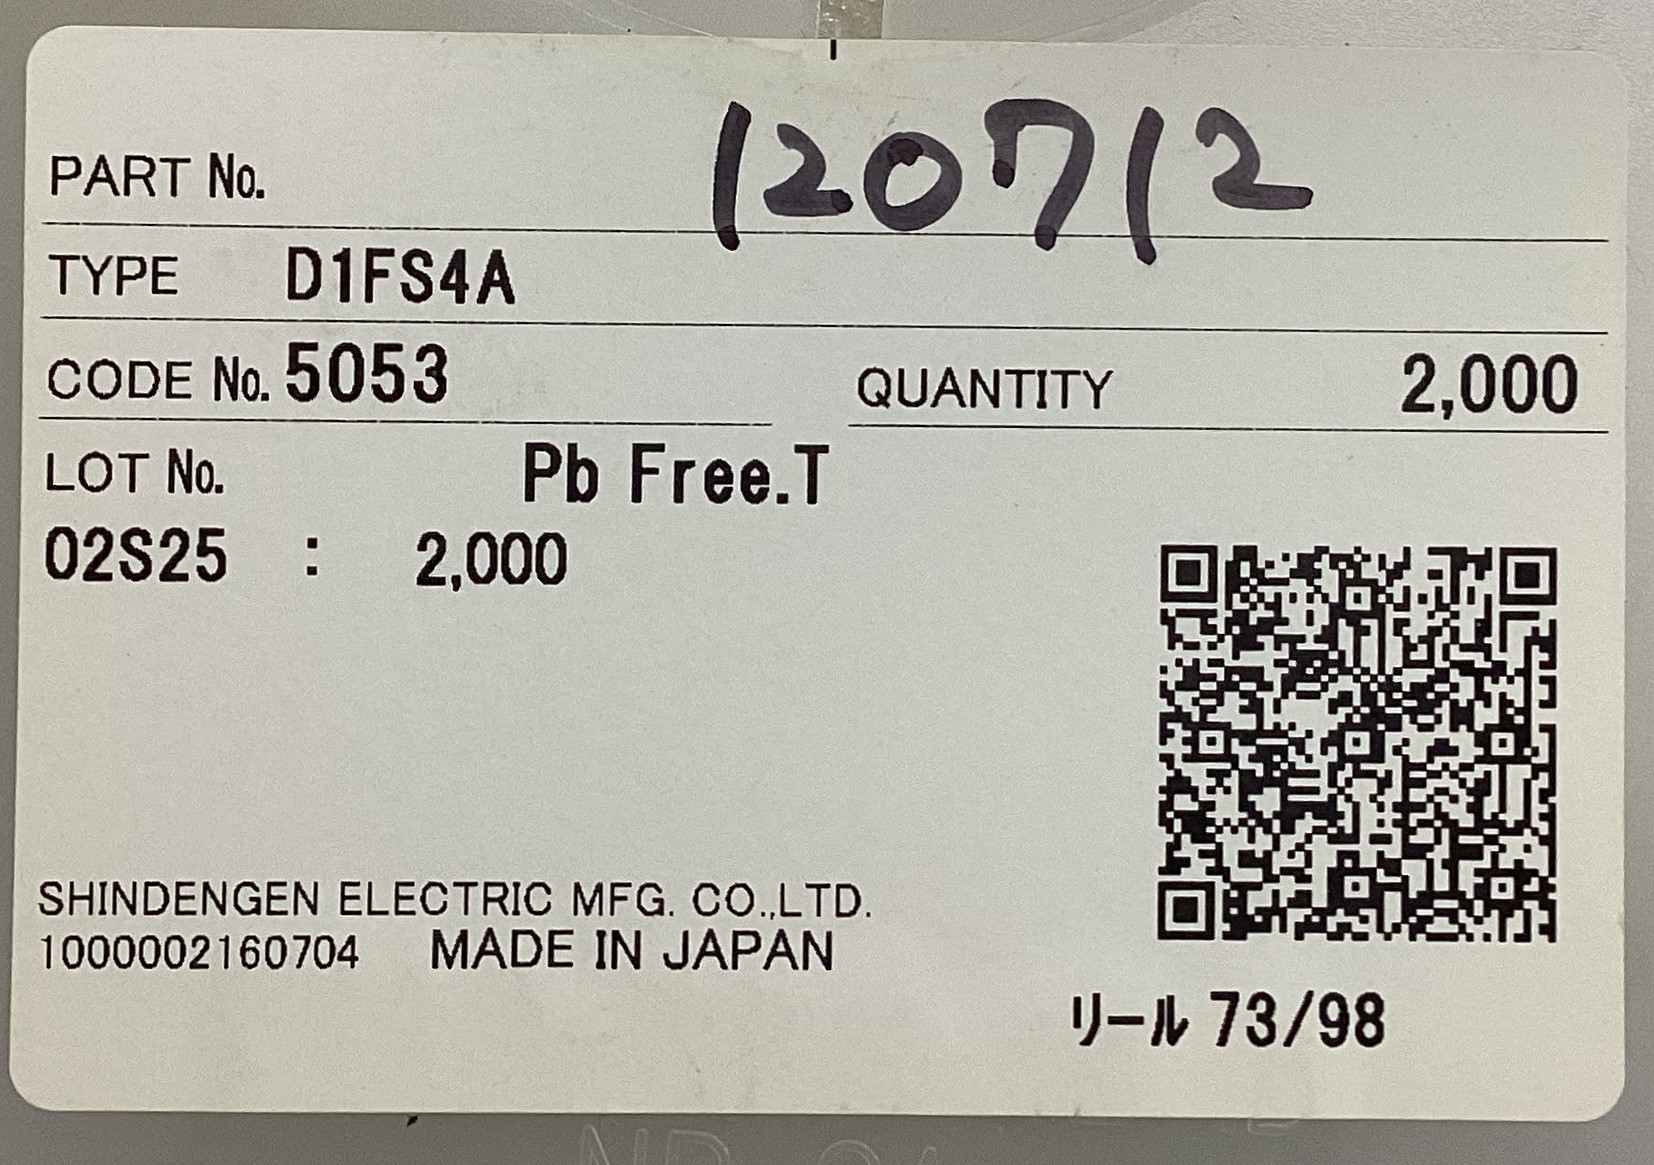 120712
PART No.
TYPE D1FS4A
CODE No. 5053 QUANTITY 2,000
LOT No. Pb Free.T
02S25 : 2,000
SHINDENGEN ELECTRIC MFG. CO.,LTD.
1000002160704 MADE IN JAPAN
リール 73/98